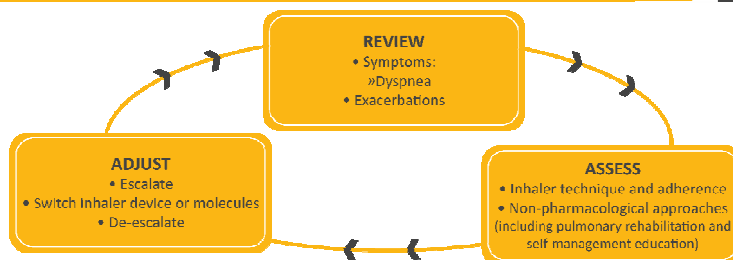 REVIEW
• Symptoms:
»Dyspnea
• Exacerbations
ADJUST
• Escalate
• Switch inhaler device or molecules
• De-escalate
ASSESS
• Inhaler technique and adherence
• Non-pharmacological approaches
(including pulmonary rehabilitation and
self management education)